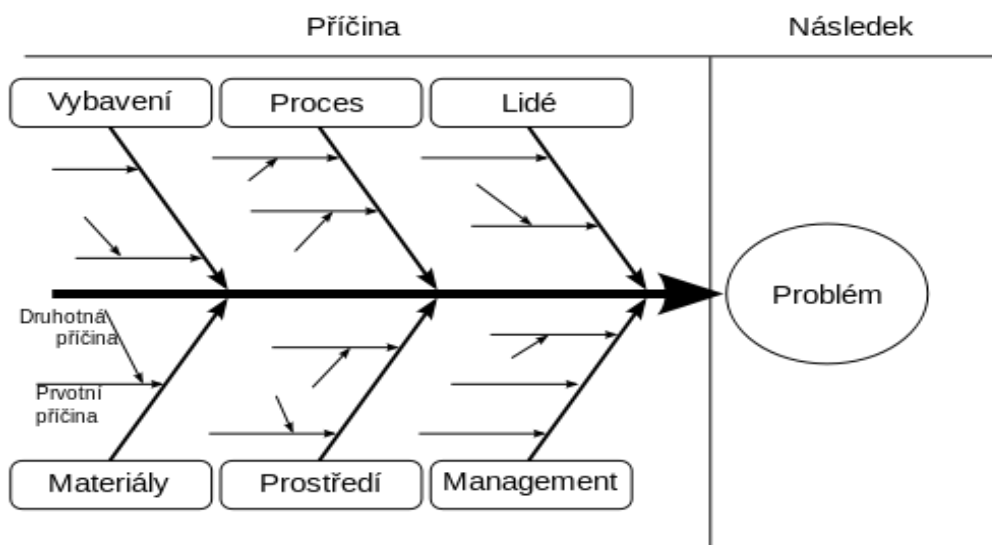 Příčina
Následek
Vybavení
Proces
Lidé
Problém
Druhotná
příčina
Prvotní
příčina
Materiály
Prostředí
Management